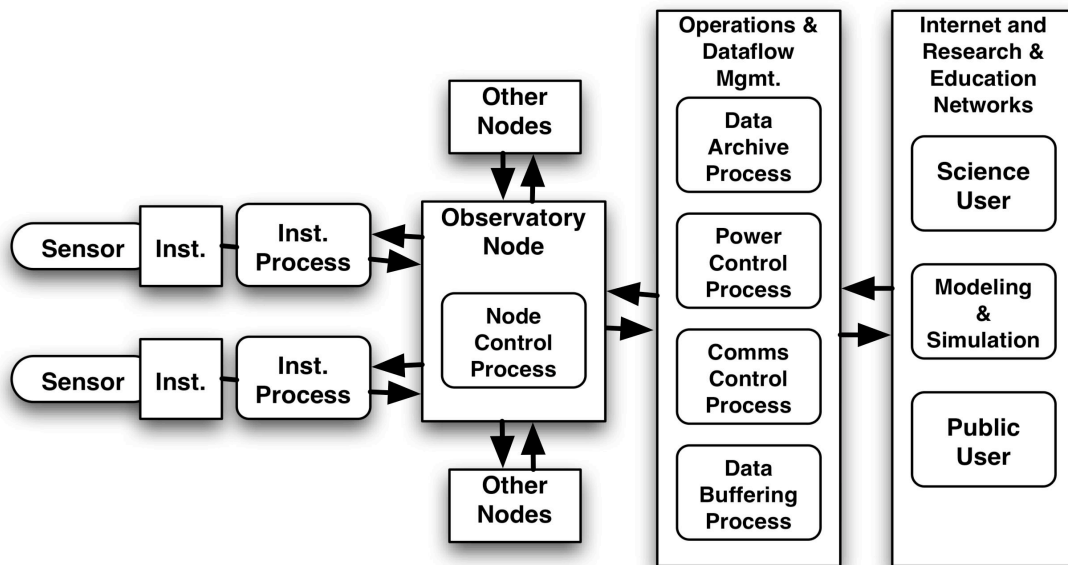 Sensor
Inst.
Inst.
Process
Sensor
Inst.
Inst.
Process
Other
Nodes
Observatory
Node
Node
Control
Process
Other
Nodes
Operations &
Dataflow
Mgmt.
Data
Archive
Process
Power
Control
Process
Comms
Control
Process
Data
Buffering
Process
Internet and
Research &
Education
Networks
Science
User
Modeling
&
Simulation
Public
User